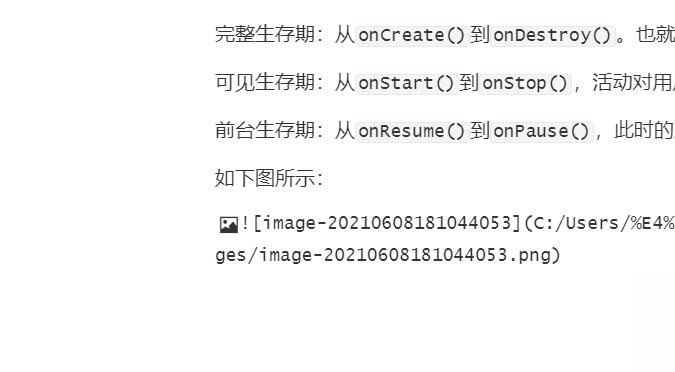 完整生存期：从onCreate()到onDestroy()。也就
可见生存期：从onStart()到onStop()，活动对用
前台生存期：从onResume()到onPause()，此时的
如下图所示：
![image-20210608181044053](C:/Users/%E4%
ges/image-20210608181044053.png)